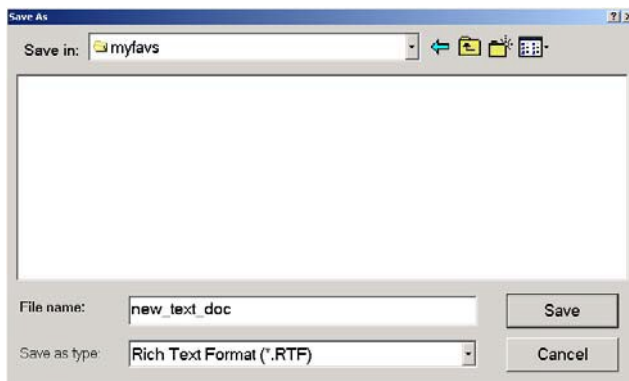 Save As
Save in: myfavs
File name: new_text_doc Save
Save as type: Rich Text Format (*.RTF) Cancel